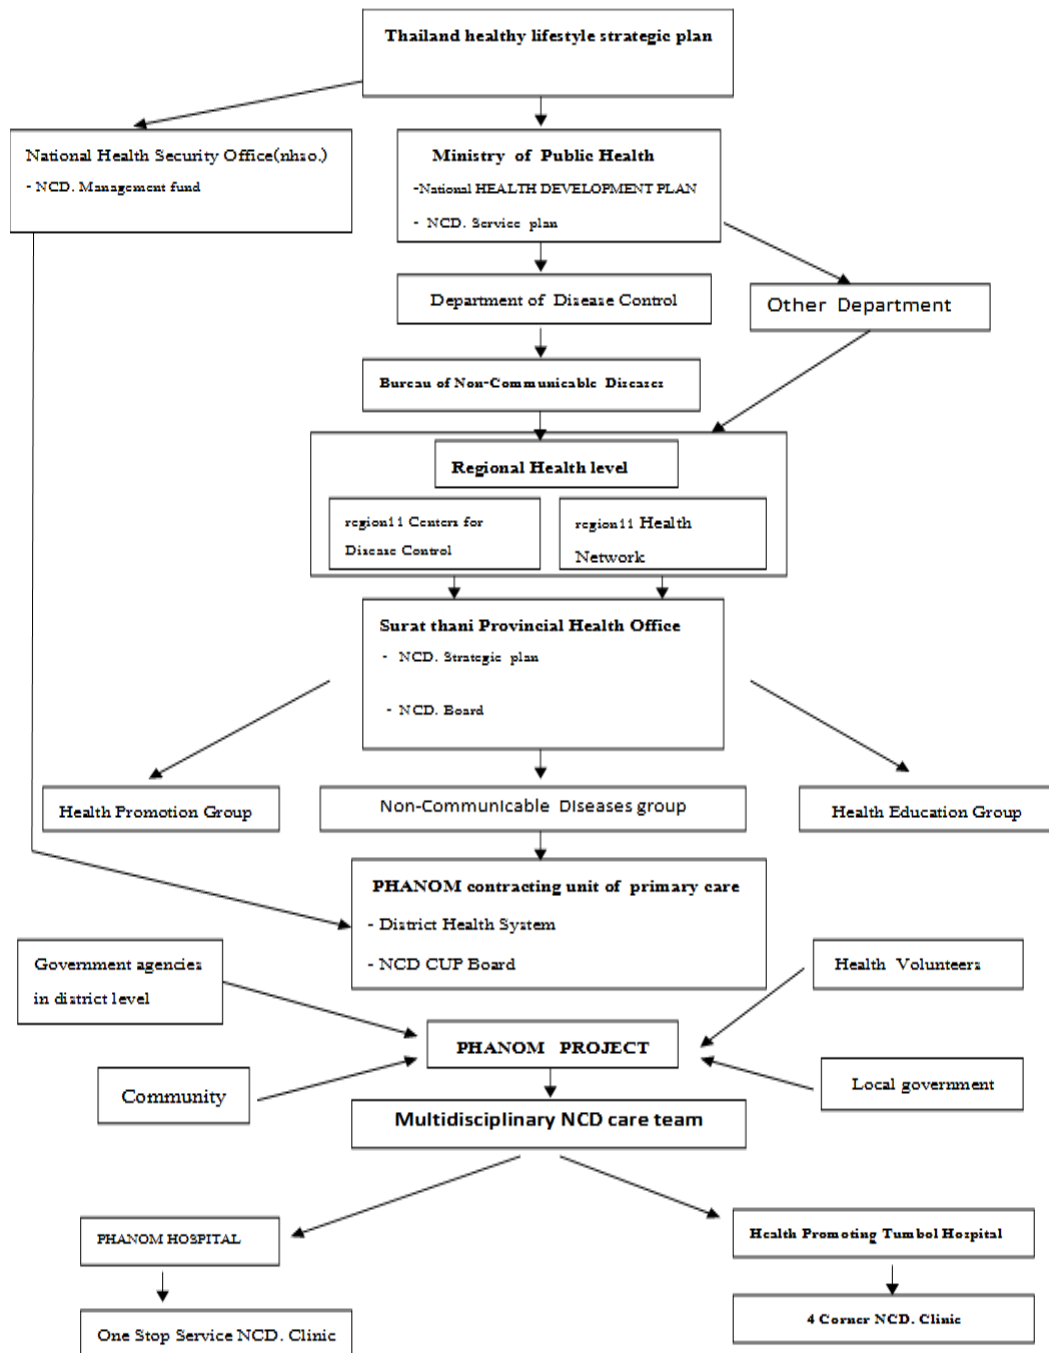 Thailand healthy lifestyle strategic plan
National Health Security Office(nhso.)
- NCD. Management fund
Ministry of Public Health
-National HEALTH DEVELOPMENT PLAN
- NCD. Service plan
Department of Disease Control
Other Department
Bureau of Non-Communicable Diseases
Regional Health level
region11 Centers for
Disease Control
region11 Health
Network
Surat thani Provincial Health Office
- NCD. Strategic plan
- NCD. Board
Health Promotion Group
Non-Communicable Diseases group
Health Education Group
PHANOM contracting unit of primary care
- District Health System
- NCD CUP Board
Government agencies
in district level
Health Volunteers
PHANOM PROJECT
Community
Local government
Multidisciplinary NCD care team
PHANOM HOSPITAL
Health Promoting Tumbol Hospital
One Stop Service NCD. Clinic
4 Corner NCD. Clinic